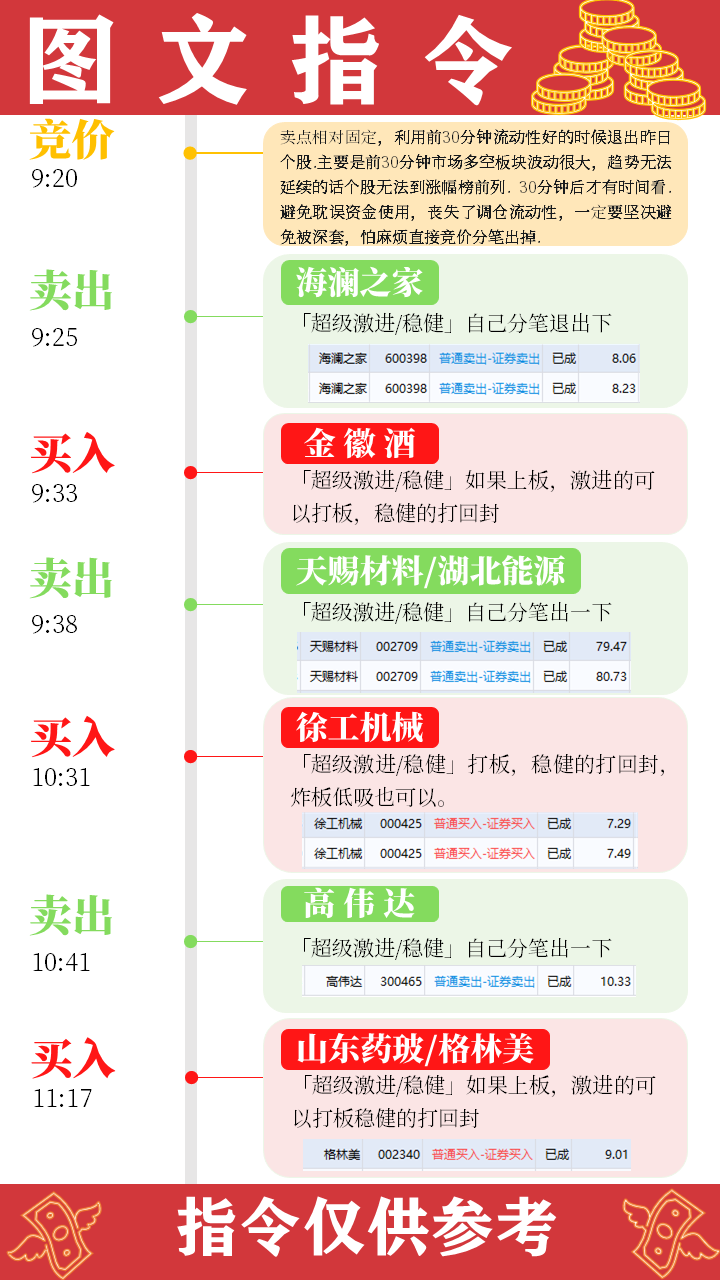 图文指令
竞价
9:20
卖点相对固定，利用前30分钟流动性好的时候退出昨日
个股.主要是前30分钟市场多空板块波动很大，趋势无法
延续的话个股无法到涨幅榜前列. 30分钟后才有时间看.
避免耽误资金使用，丧失了调仓流动性，一定要坚决避
免被深套，怕麻烦直接竞价分笔出掉.
卖出
9:25
海澜之家
「超级激进/稳健」自己分笔退出下
海澜之家 600398 普通卖出-证券卖出 已成 8.06
海澜之家 600398 普通卖出-证券卖出 已成 8.23
买入
9:33
金徽酒
「超级激进/稳健」如果上板，激进的可
以打板，稳健的打回封
卖出
9:38
天赐材料/湖北能源
「超级激进/稳健」自己分笔出一下
天赐材料 002709 普通卖出-证券卖出 已成 79.47
天赐材料 002709 普通卖出-证券卖出 已成 80.73
买入
10:31
徐工机械
「超级激进/稳健」打板，稳健的打回封，
炸板低吸也可以。
徐工机械 000425 普通买入-证券买入 已成 7.29
徐工机械 000425 普通买入-证券买入 已成 7.49
卖出
10:41
高伟达
「超级激进/稳健」自己分笔出一下
高伟达 300465 普通卖出-证券卖出 已成 10.33
买入
11:17
山东药玻/格林美
「超级激进/稳健」如果上板，激进的可
以打板稳健的打回封
格林美 002340 普通买入-证券买入 已成 9.01
指令仅供参考